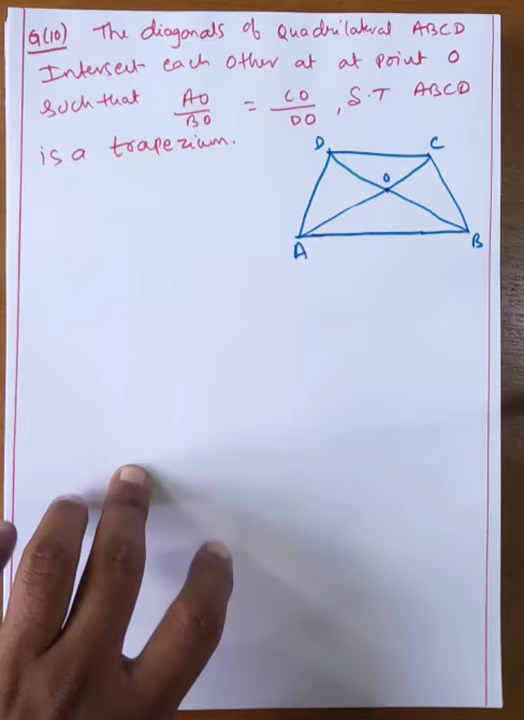 Q(10) The diagonals of Quadrilateral ABCD
Intersect each other at at point O
such that AO/BO = CO/DO, S.T ABCD
is a trapezium.
D C
O
A B